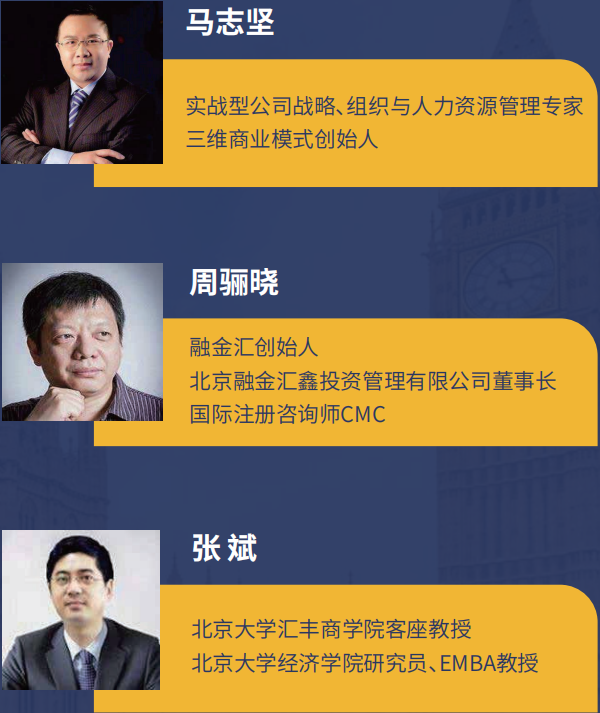 马志坚
实战型公司战略、组织与人力资源管理专家
三维商业模式创始人
周骊晓
融金汇创始人
北京融金汇鑫投资管理有限公司董事长
国际注册咨询师CMC
张 斌
北京大学汇丰商学院客座教授
北京大学经济学院研究员、EMBA教授